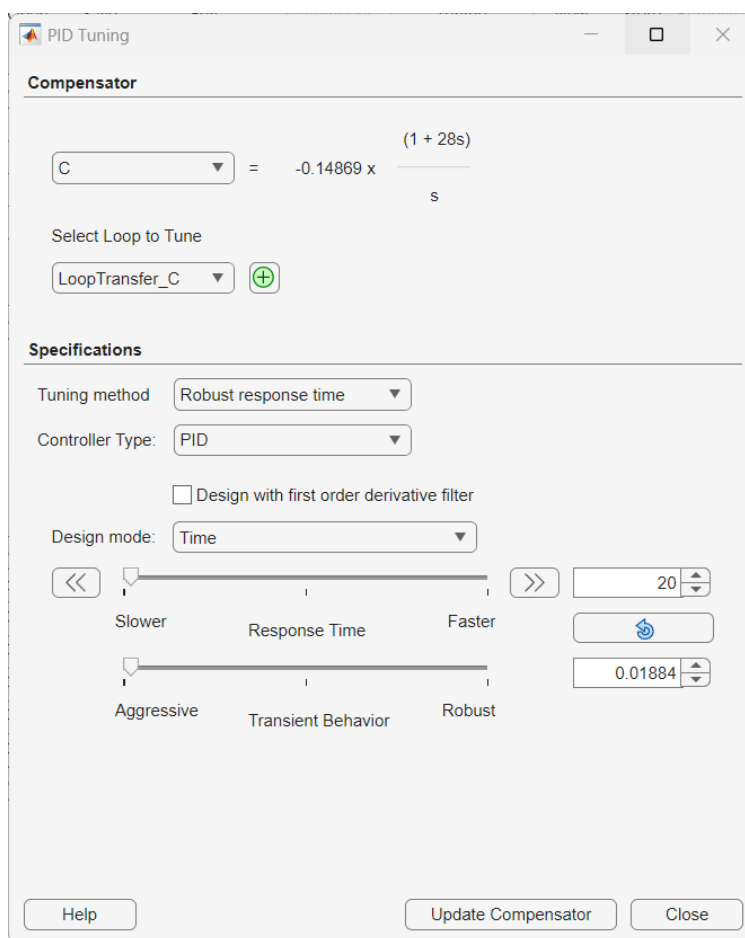 PID Tuning
Compensator
(1 + 28s)
C = -0.14869 x
s
Select Loop to Tune
LoopTransfer_C
Specifications
Tuning method Robust response time
Controller Type: PID
Design with first order derivative filter
Design mode: Time
20
Slower Response Time Faster
0.01884
Aggressive Transient Behavior Robust
Help Update Compensator Close